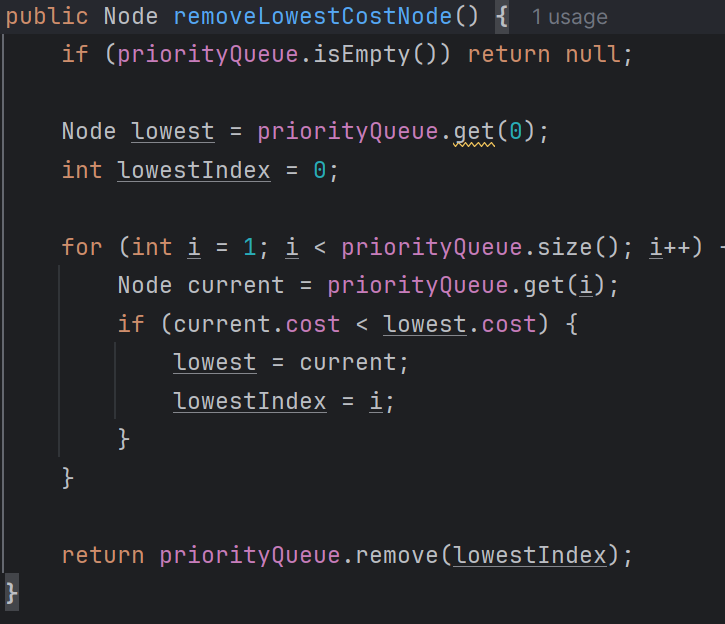 public Node removeLowestCostNode() { 1 usage
    if (priorityQueue.isEmpty()) return null;

    Node lowest = priorityQueue.get(0);
    int lowestIndex = 0;

    for (int i = 1; i < priorityQueue.size(); i++)
        Node current = priorityQueue.get(i);
        if (current.cost < lowest.cost) {
            lowest = current;
            lowestIndex = i;
        }
    }

    return priorityQueue.remove(lowestIndex);
}